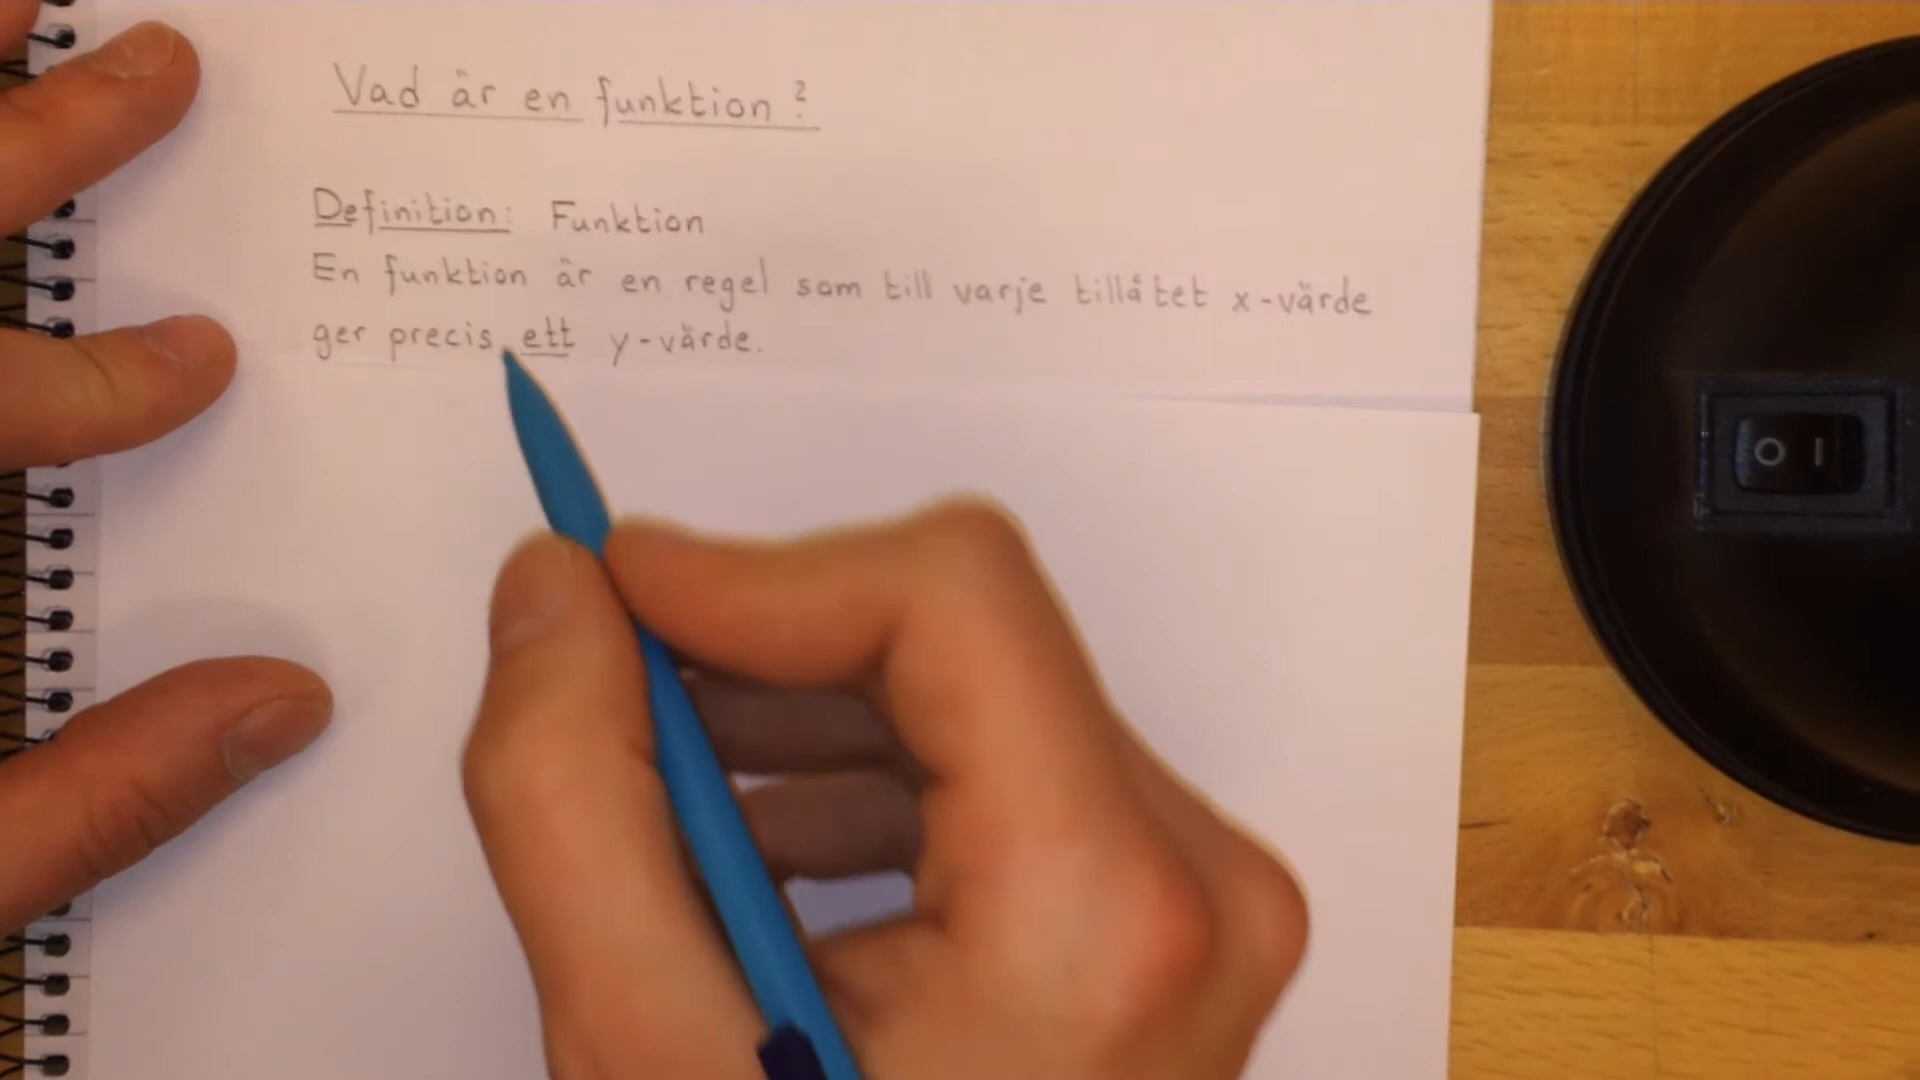 Vad är en funktion?
Definition: Funktion
En funktion är en regel som till varje tillåtet x-värde
ger precis ett y-värde.
O I